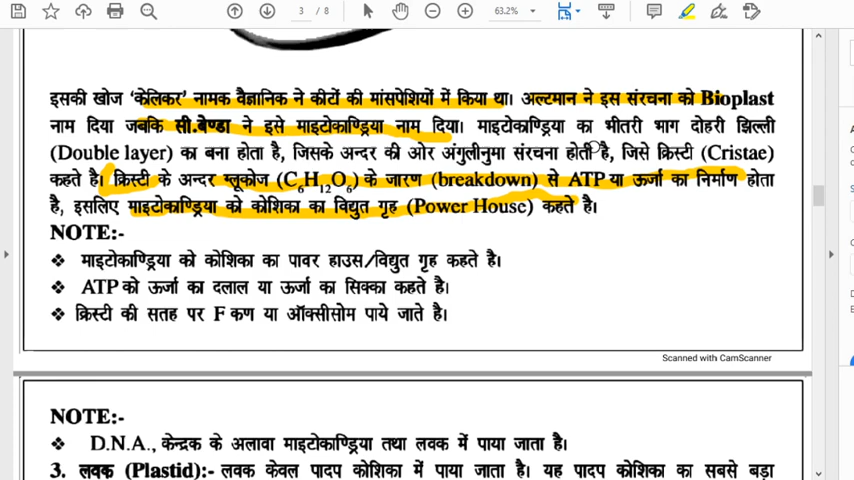 3 / 8
63.2%
इसकी खोज ‘केलिकर’ नामक वैज्ञानिक ने कीटों की मांसपेशियों में किया था। अल्टमान ने इस संरचना को Bioplast
नाम दिया जबकि सी.बेण्डा ने इसे माइटोकाण्ड्रिया नाम दिया। माइटोकाण्ड्रिया का भीतरी भाग दोहरी झिल्ली
(Double layer) का बना होता है, जिसके अन्दर की ओर अंगुलीनुमा संरचना होती है, जिसे क्रिस्टी (Cristae)
कहते है। क्रिस्टी के अन्दर ग्लूकोज (C₆H₁₂O₆) के जारण (breakdown) से ATP या ऊर्जा का निर्माण होता
है, इसलिए माइटोकाण्ड्रिया को कोशिका का विद्युत गृह (Power House) कहते है।
NOTE:-
❖ माइटोकाण्ड्रिया को कोशिका का पावर हाउस/विद्युत गृह कहते है।
❖ ATP को ऊर्जा का दलाल या ऊर्जा का सिक्का कहते है।
❖ क्रिस्टी की सतह पर F कण या ऑक्सीसोम पाये जाते है।
Scanned with CamScanner
NOTE:-
❖ D.N.A., केन्द्रक के अलावा माइटोकाण्ड्रिया तथा लवक में पाया जाता है।
3. लवक (Plastid):- लवक केवल पादप कोशिका में पाया जाता है। यह पादप कोशिका का सबसे बड़ा